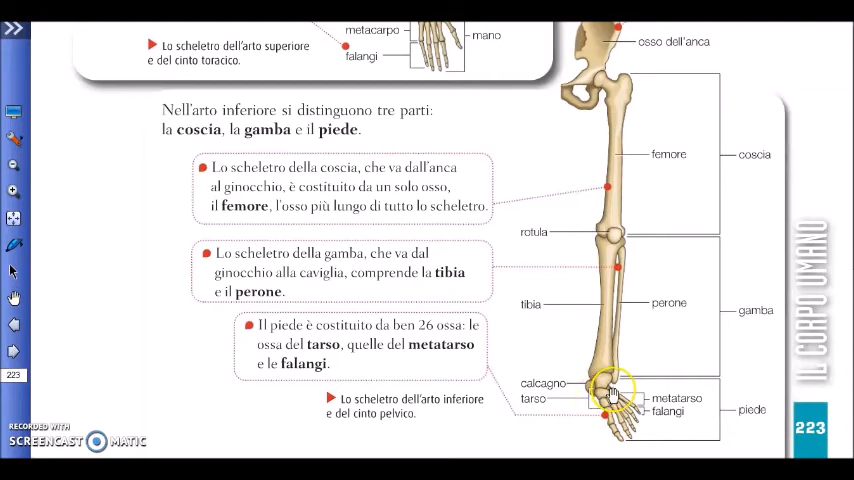 metacarpo
mano
falangi
Lo scheletro dell'arto superiore
e del cinto toracico.
osso dell'anca
Nell'arto inferiore si distinguono tre parti:
la coscia, la gamba e il piede.
Lo scheletro della coscia, che va dall'anca
al ginocchio, è costituito da un solo osso,
il femore, l'osso più lungo di tutto lo scheletro.
femore
coscia
rotula
Lo scheletro della gamba, che va dal
ginocchio alla caviglia, comprende la tibia
e il perone.
tibia
perone
gamba
Il piede è costituito da ben 26 ossa: le
ossa del tarso, quelle del metatarso
e le falangi.
calcagno
tarso
metatarso
falangi
piede
Lo scheletro dell'arto inferiore
e del cinto pelvico.
IL CORPO UMANO
223
223
RECORDED WITH
SCREENCAST MATIC